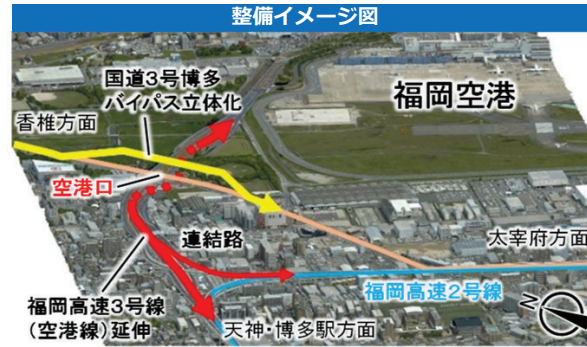 整備イメージ図
国道3号博多
バイパス立体化
福岡空港
香椎方面
空港口
連結路
太宰府方面
福岡高速2号線
福岡高速3号線
(空港線)延伸
天神・博多駅方面
N